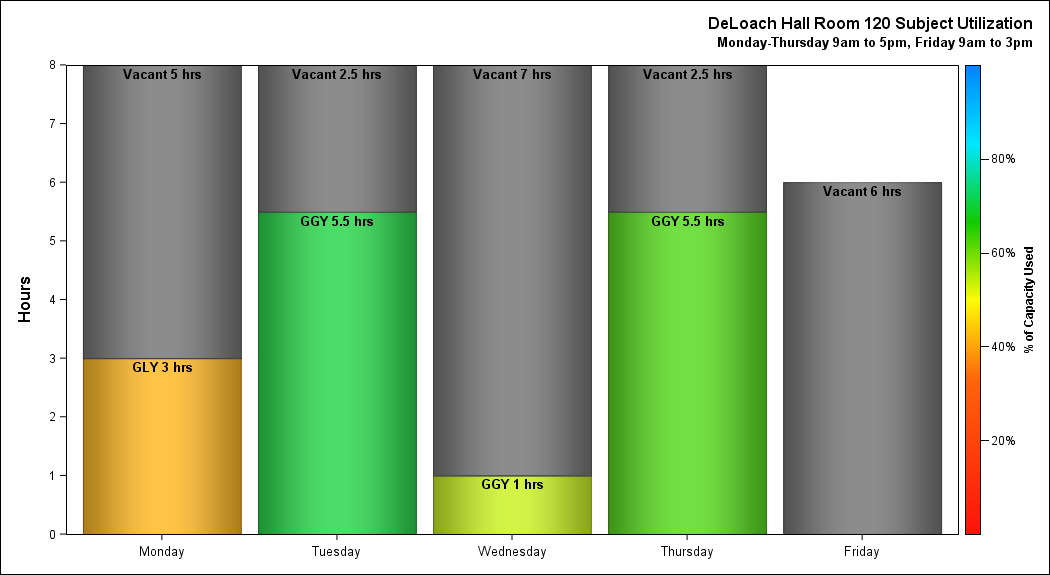 DeLoach Hall Room 120 Subject Utilization
Monday-Thursday 9am to 5pm, Friday 9am to 3pm
Hours
8
7
6
5
4
3
2
1
0
Vacant 5 hrs
GLY 3 hrs
Vacant 2.5 hrs
GGY 5.5 hrs
Vacant 7 hrs
GGY 1 hrs
Vacant 2.5 hrs
GGY 5.5 hrs
Vacant 6 hrs
Monday
Tuesday
Wednesday
Thursday
Friday
80%
60%
40%
20%
% of Capacity Used